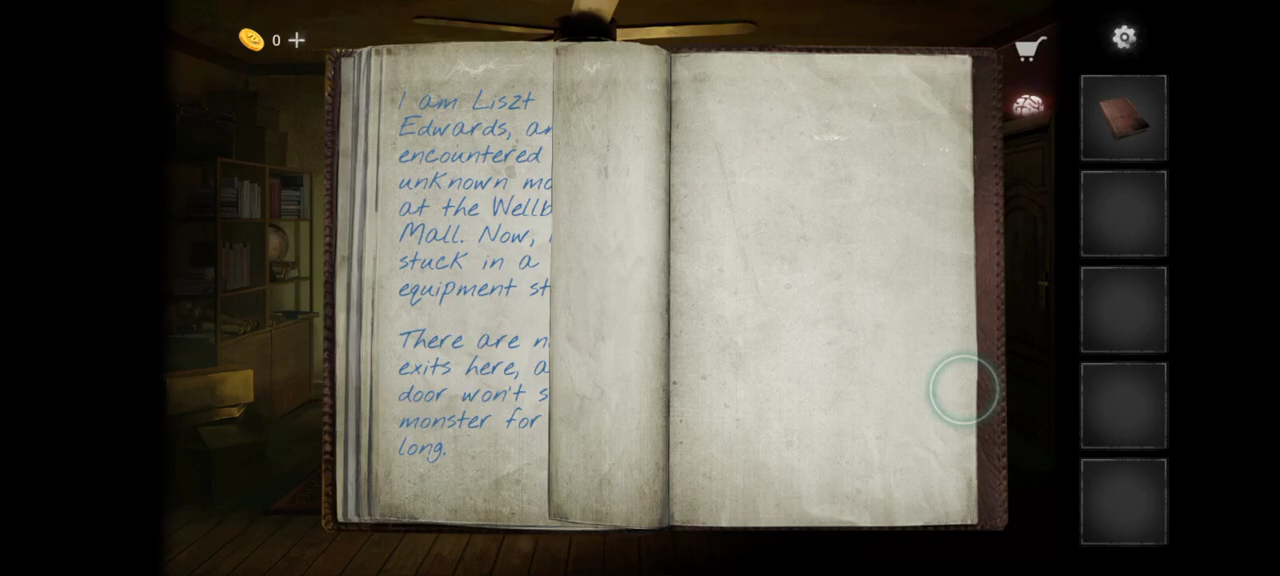 0
I am Liszt
Edwards,
encountered
unknown
at the
Mall. Now,
stuck in a
equipment
There are
exits here,
door won't
monster for
long.